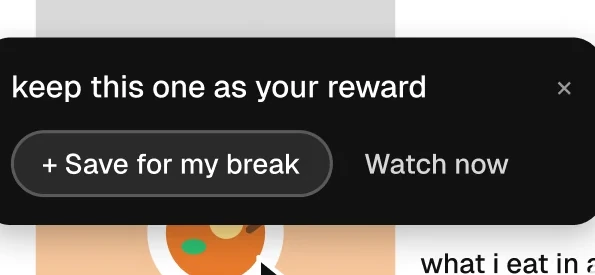 keep this one as your reward
×
+ Save for my break
Watch now
what i eat in a